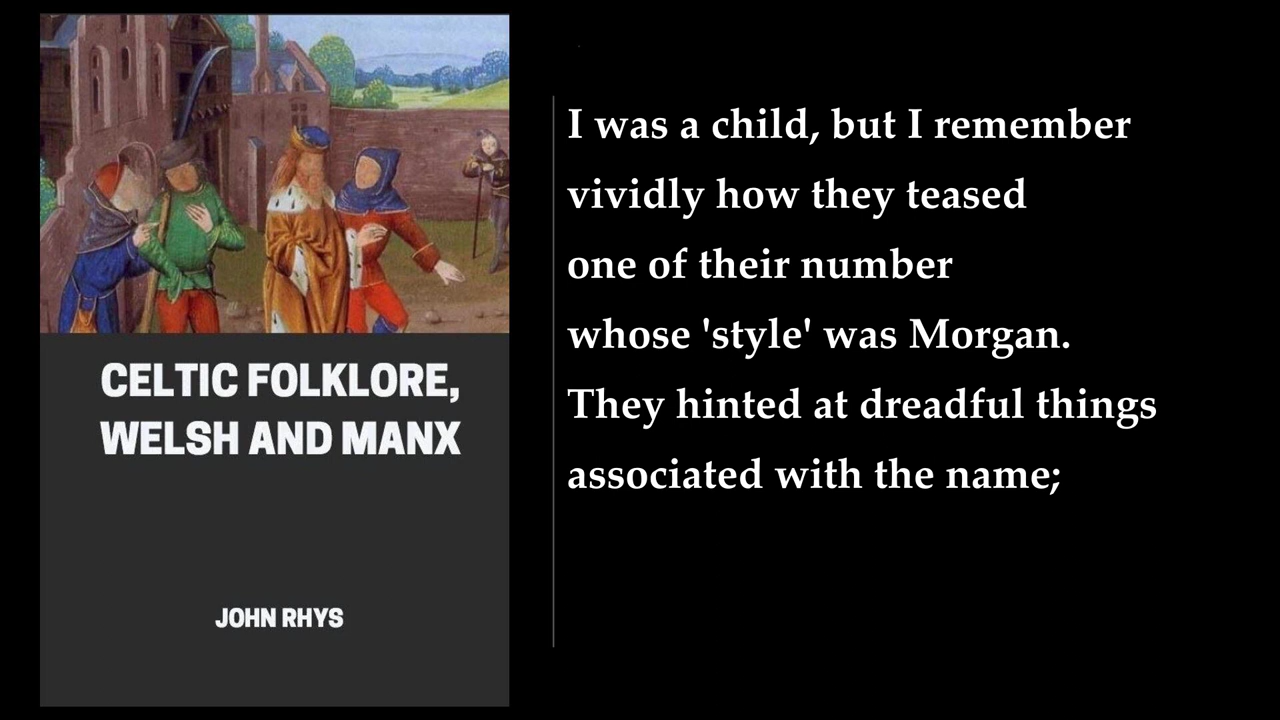 CELTIC FOLKLORE,
WELSH AND MANX
JOHN RHYS
I was a child, but I remember
vividly how they teased
one of their number
whose 'style' was Morgan.
They hinted at dreadful things
associated with the name;